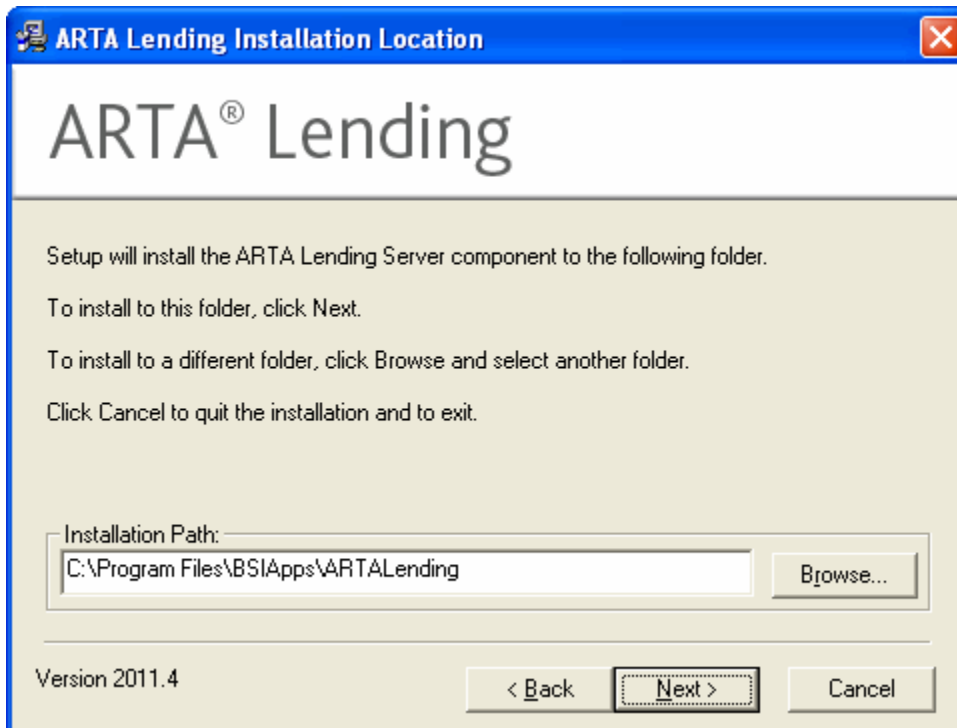 ARTA Lending Installation Location
ARTA® Lending
Setup will install the ARTA Lending Server component to the following folder.
To install to this folder, click Next.
To install to a different folder, click Browse and select another folder.
Click Cancel to quit the installation and to exit.
Installation Path:
C:\Program Files\BSIApps\ARTALending
Browse...
Version 2011.4
< Back
Next >
Cancel